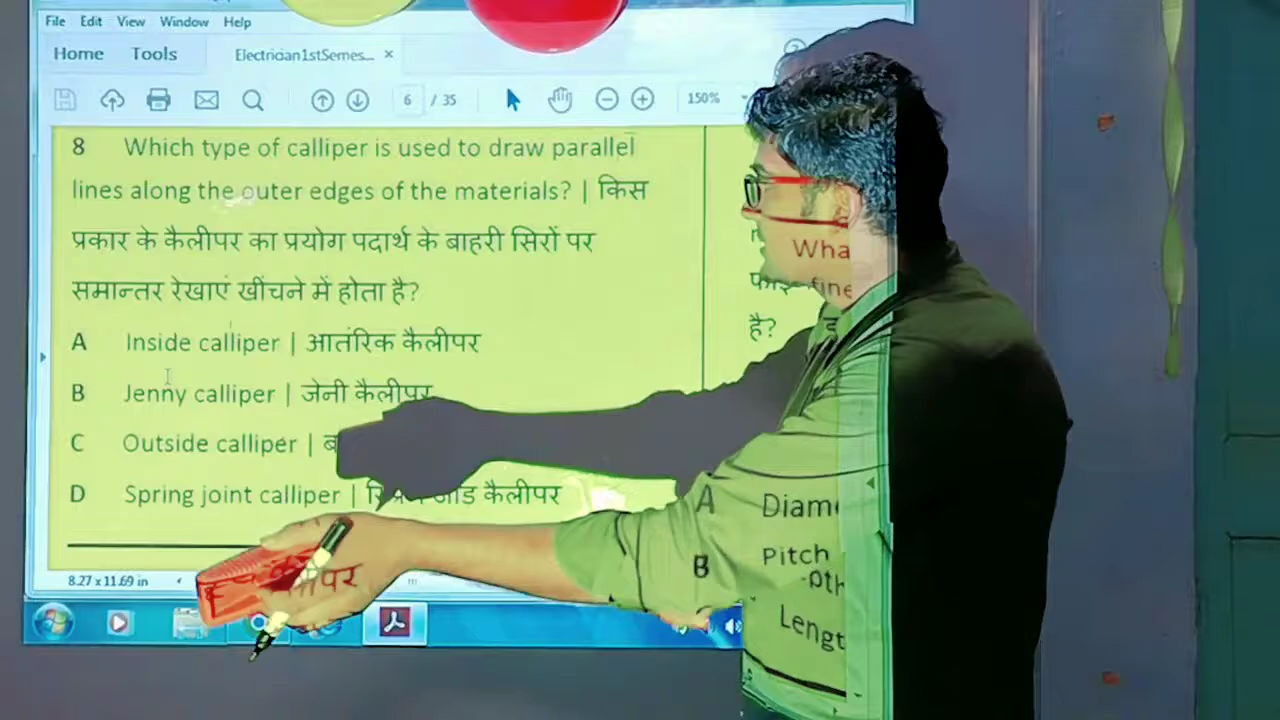 File Edit View Window Help
Home Tools Electrician1stSemes... ×
6 / 35 150%
8 Which type of calliper is used to draw parallel
lines along the outer edges of the materials? | किस
प्रकार के कैलीपर का प्रयोग पदार्थ के बाहरी सिरों पर
समान्तर रेखाएं खींचने में होता है?
A Inside calliper | आतंरिक कैलीपर
B Jenny calliper | जेनी कैलीपर
C Outside calliper |
D Spring joint calliper | कैलीपर
8.27 x 11.69 in
Wha
fine
है?
A Diam
B Pitch
Lengt